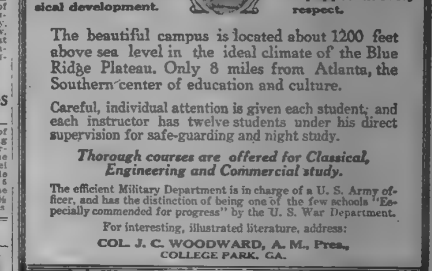 sical development.
respect.
The beautiful campus is located about 1200 feet
above sea level in the ideal climate of the Blue
Ridge Plateau. Only 8 miles from Atlanta, the
Southern center of education and culture.
Careful, individual attention is given each student; and
each instructor has twelve students under his direct
supervision for safe-guarding and night study.
Thorough courses are offered for Classical,
Engineering and Commercial study.
The efficient Military Department is in charge of a U. S. Army of-
ficer, and has the distinction of being one of the few schools "Es-
pecially commended for progress" by the U. S. War Department.
For interesting, illustrated literature, address:
COL. J. C. WOODWARD, A. M., Pres.,
COLLEGE PARK, GA.